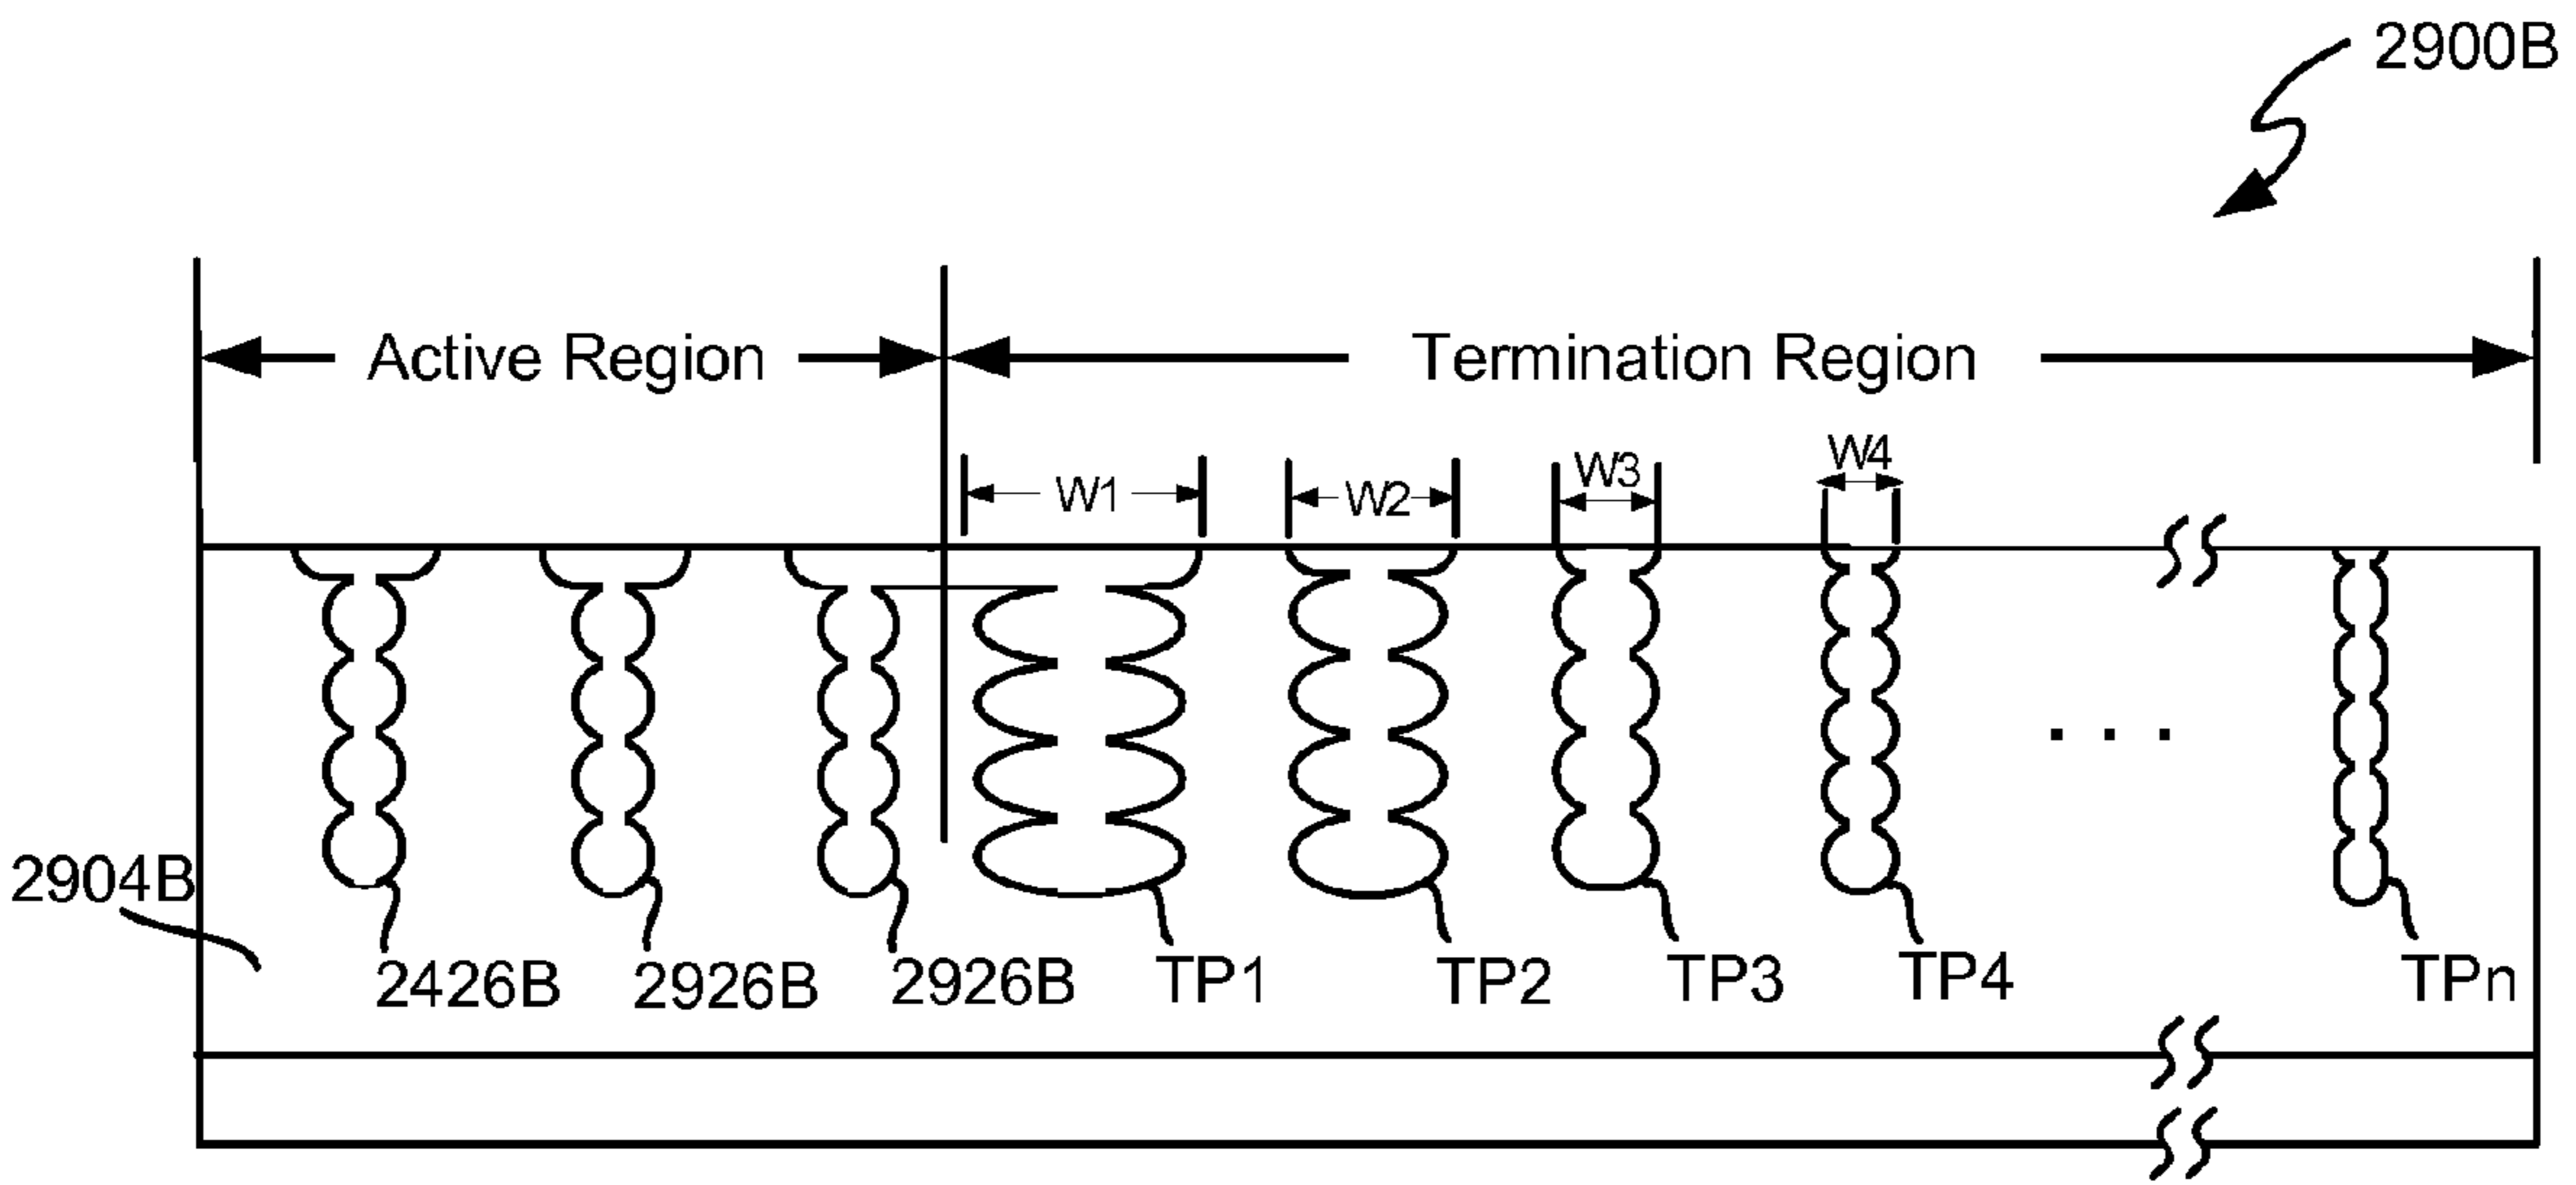 2900B
Active Region
Termination Region
W1
W2
W3
W4
2904B
2426B
2926B
2926B
TP1
TP2
TP3
TP4
. . .
TPn